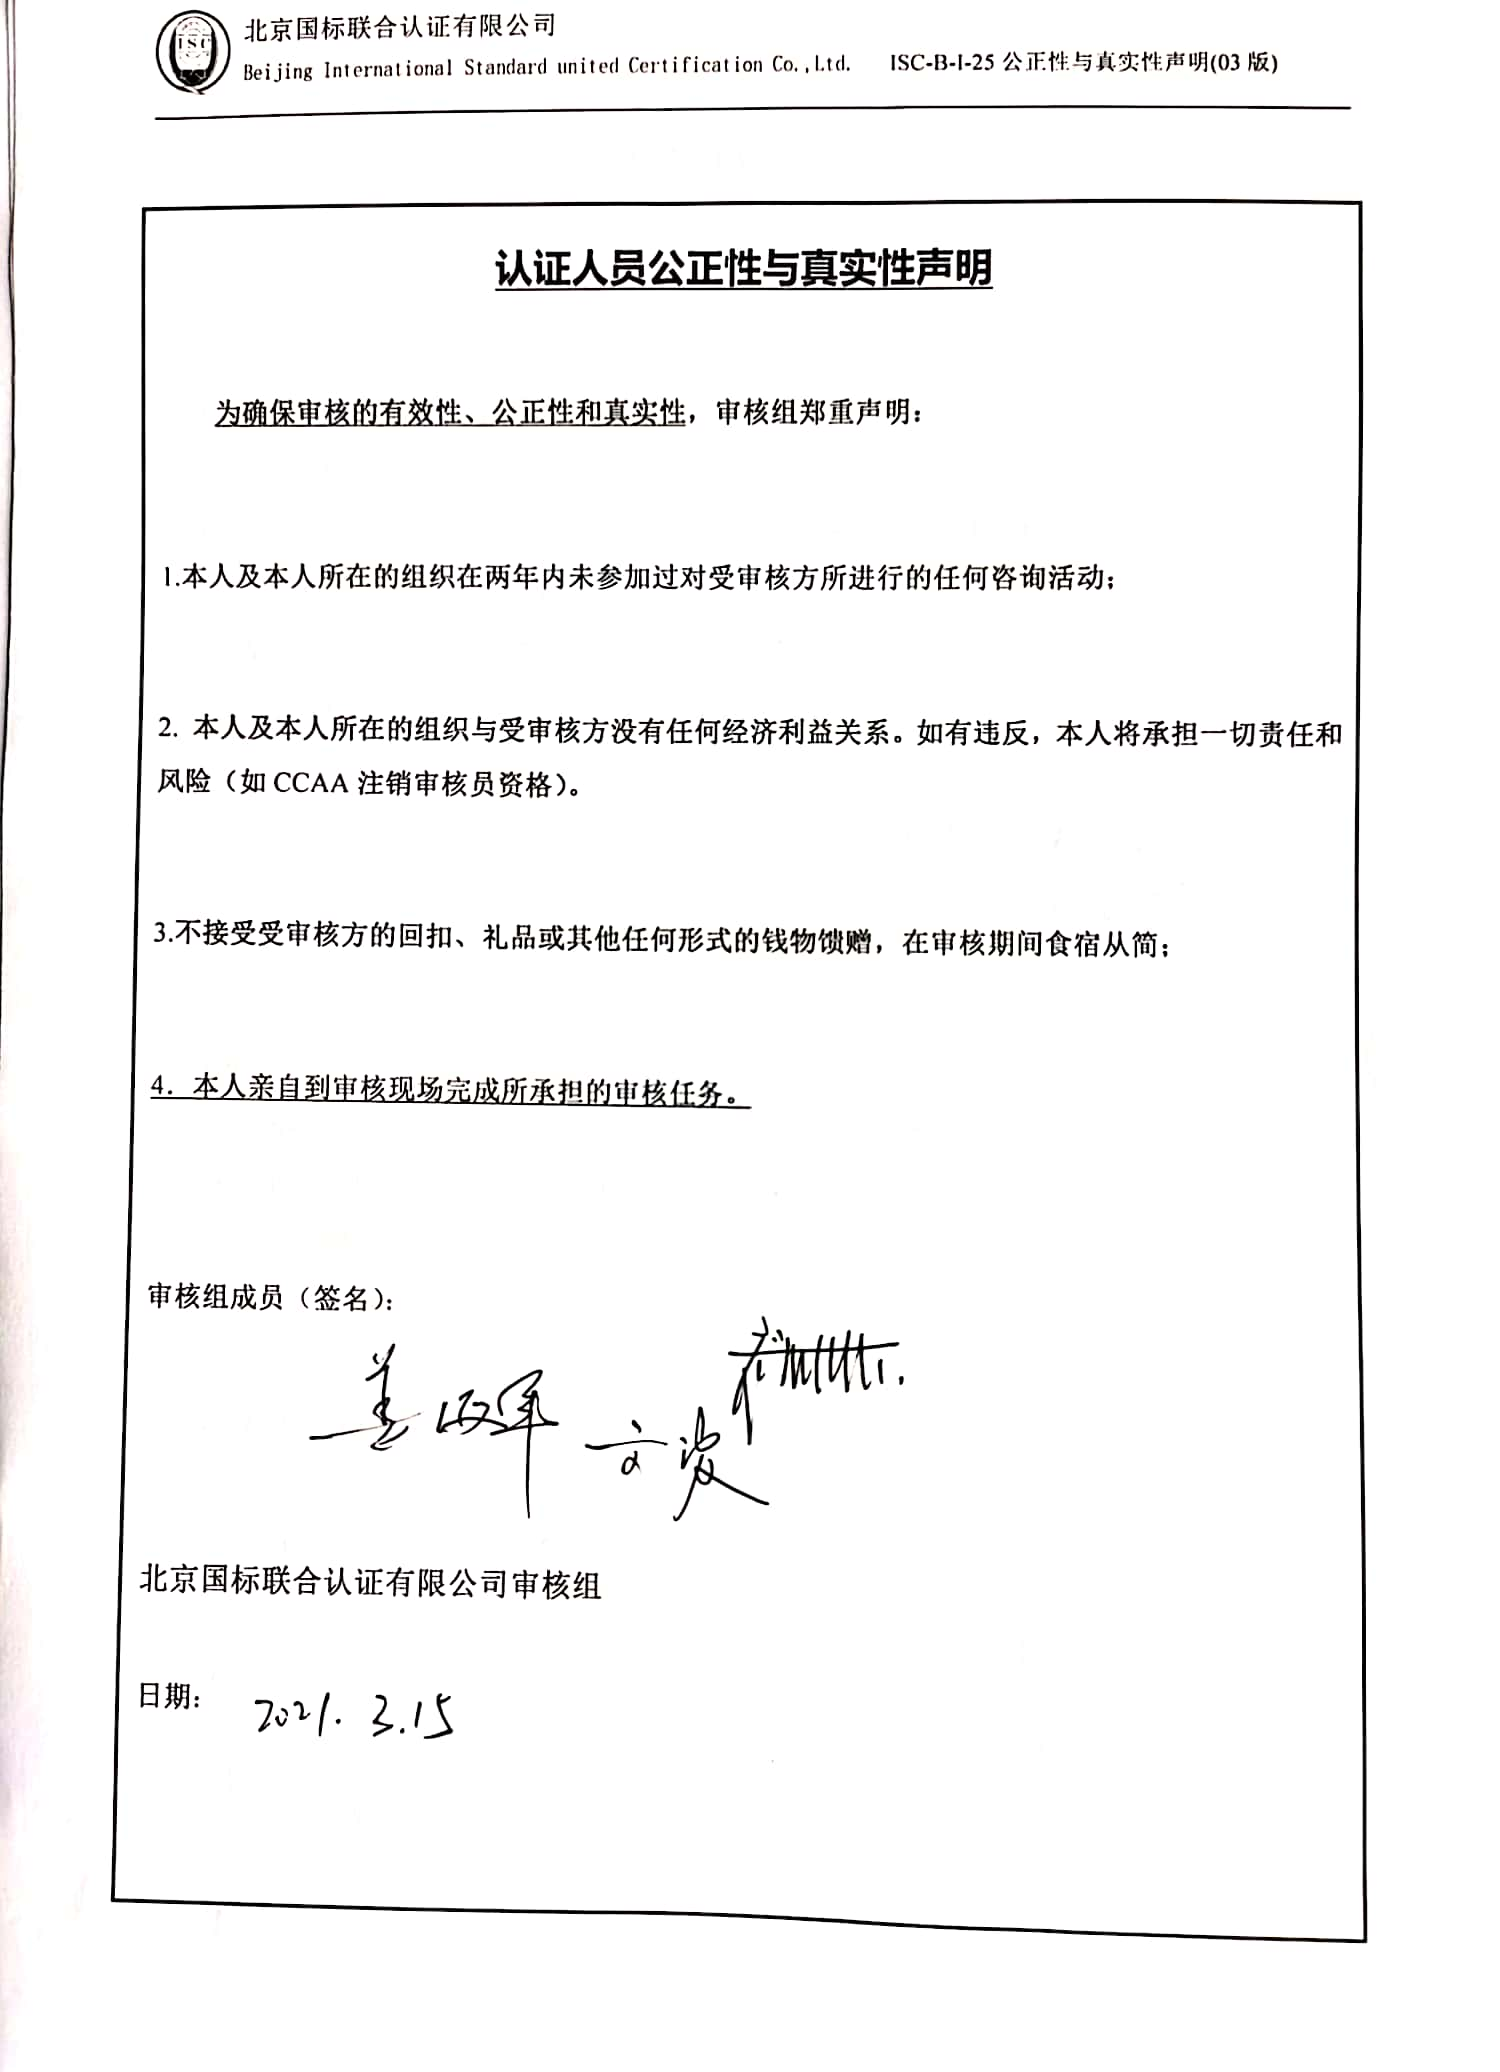 ISC
北京国标联合认证有限公司
Beijing International Standard united Certification Co.,Ltd. ISC-B-I-25 公正性与真实性声明(03 版)
认证人员公正性与真实性声明
为确保审核的有效性、公正性和真实性，审核组郑重声明：
1.本人及本人所在的组织在两年内未参加过对受审核方所进行的任何咨询活动；
2. 本人及本人所在的组织与受审核方没有任何经济利益关系。如有违反，本人将承担一切责任和
风险（如 CCAA 注销审核员资格）。
3.不接受受审核方的回扣、礼品或其他任何形式的钱物馈赠，在审核期间食宿从简；
4. 本人亲自到审核现场完成所承担的审核任务。
审核组成员（签名）：
文波
北京国标联合认证有限公司审核组
日期： 2021. 3.15